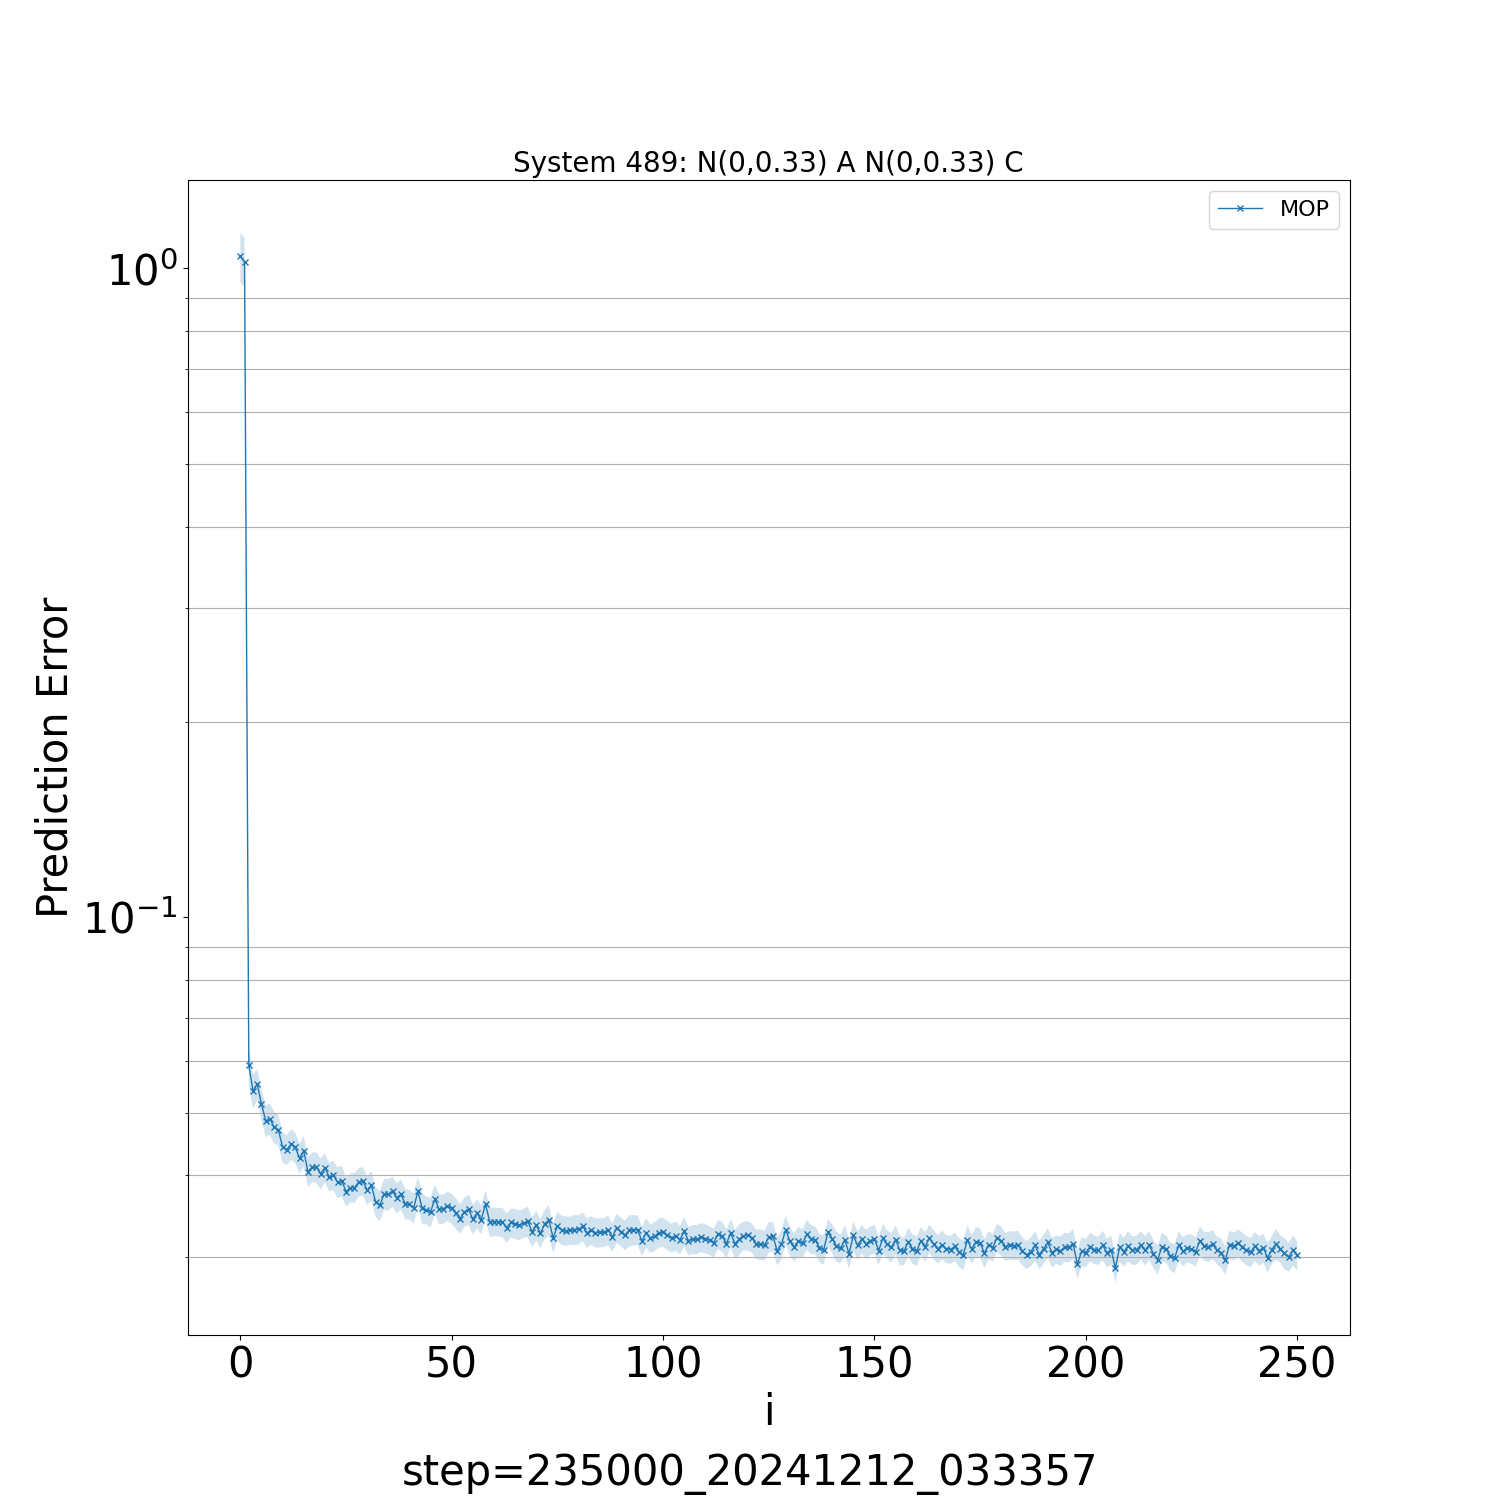 System 489: N(0,0.33) A N(0,0.33) C
MOP
10⁰
10⁻¹
Prediction Error
0 50 100 150 200 250
i
step=235000_20241212_033357